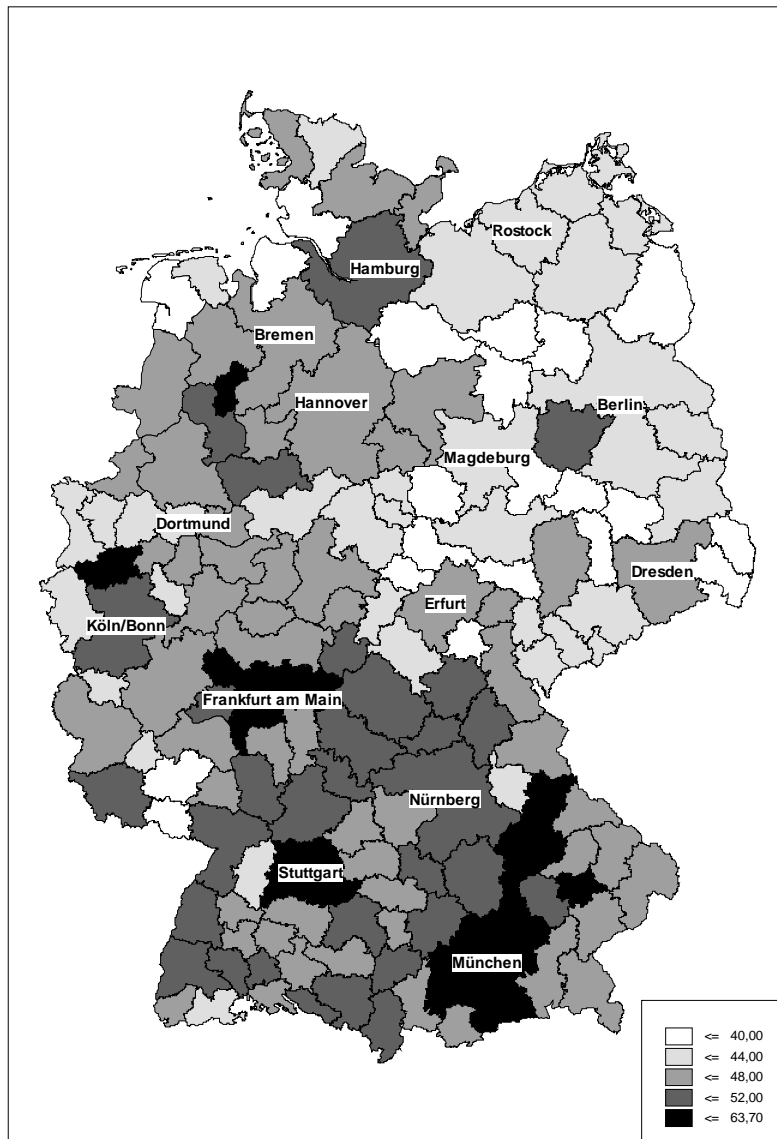 Rostock
Hamburg
Bremen
Hannover
Berlin
Magdeburg
Dortmund
Dresden
Erfurt
Köln/Bonn
Frankfurt am Main
Nürnberg
Stuttgart
München
<= 40,00
<= 44,00
<= 48,00
<= 52,00
<= 63,70